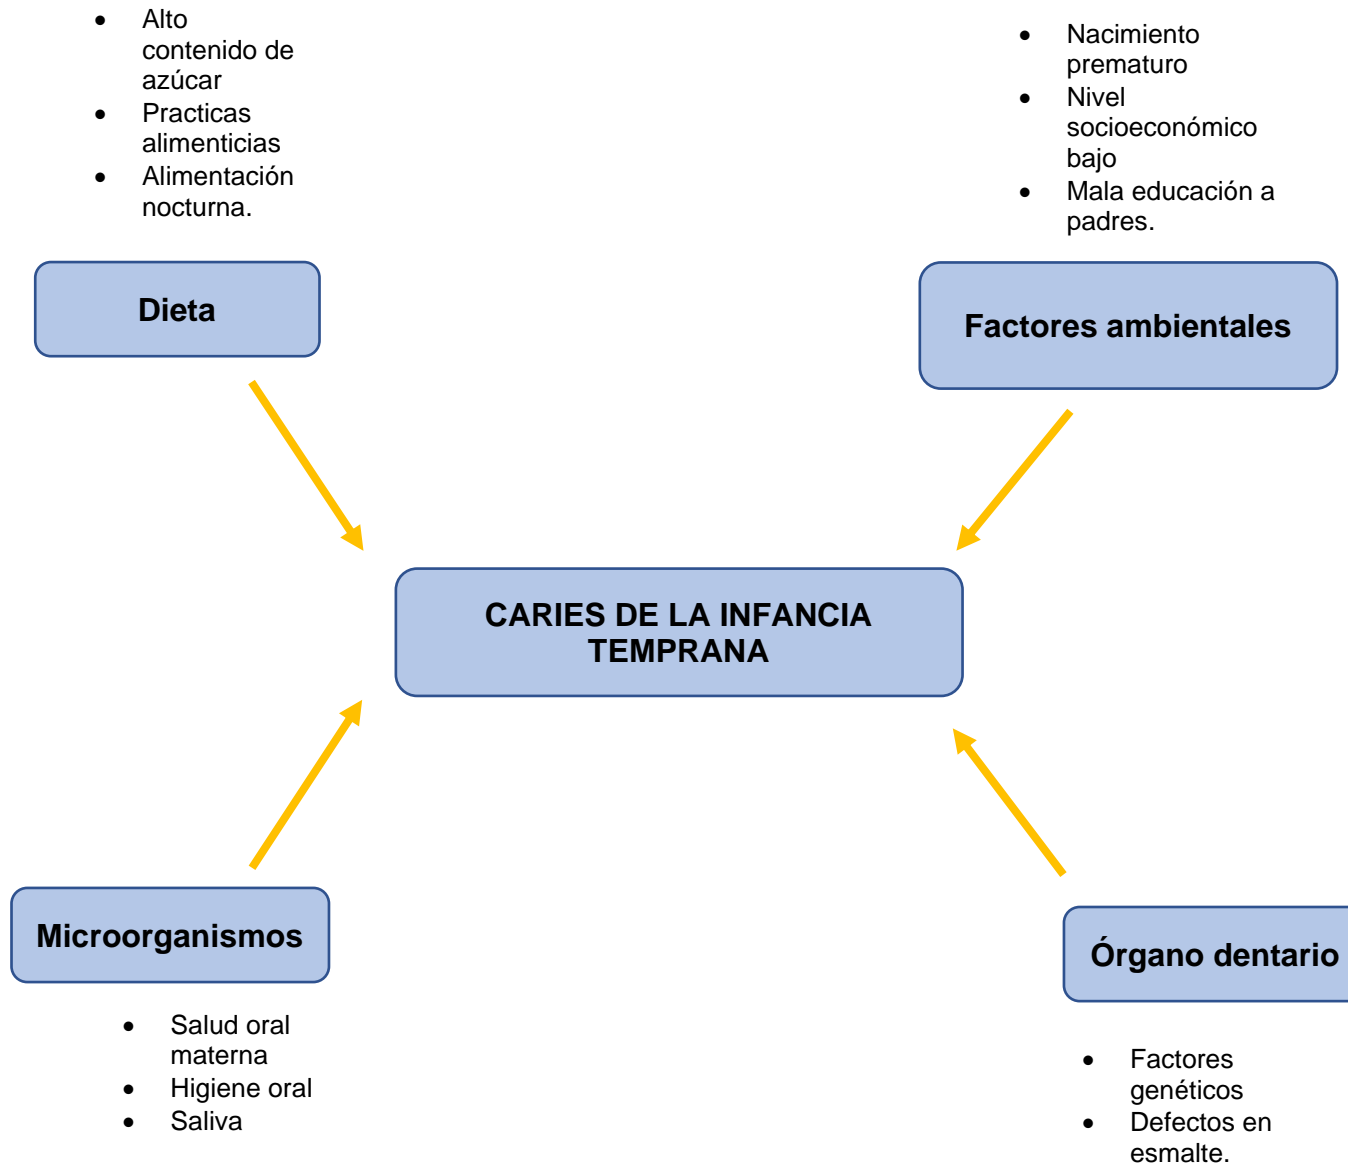 • Alto
contenido de
azúcar
• Practicas
alimenticias
• Alimentación
nocturna.
Dieta
• Nacimiento
prematuro
• Nivel
socioeconómico
bajo
• Mala educación a
padres.
Factores ambientales
CARIES DE LA INFANCIA
TEMPRANA
Microorganismos
• Salud oral
materna
• Higiene oral
• Saliva
Órgano dentario
• Factores
genéticos
• Defectos en
esmalte.